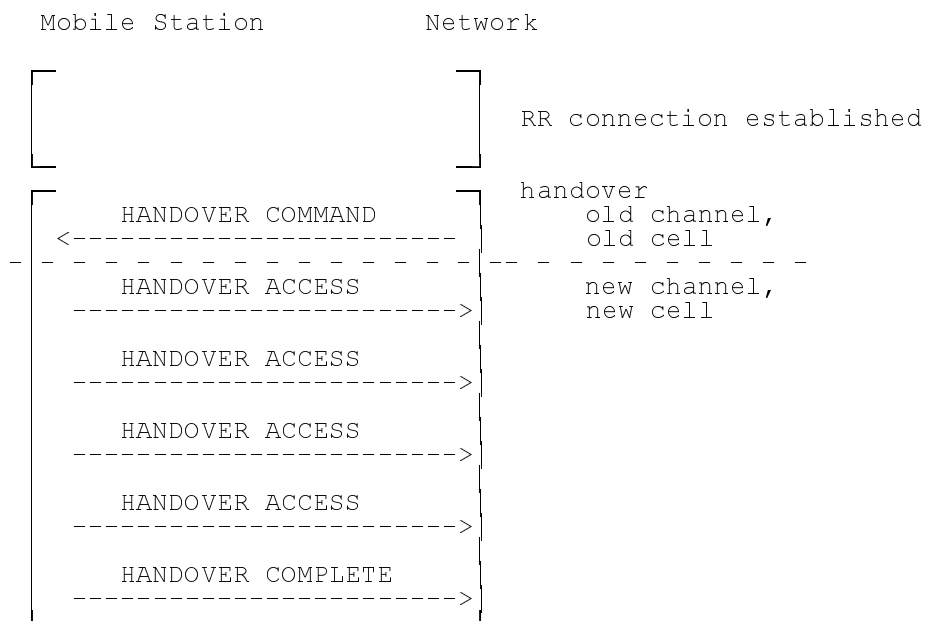 Mobile Station Network
RR connection established
handover
HANDOVER COMMAND old channel,
<------------------------ old cell
HANDOVER ACCESS new channel,
------------------------> new cell
HANDOVER ACCESS
------------------------>
HANDOVER ACCESS
------------------------>
HANDOVER ACCESS
------------------------>
HANDOVER COMPLETE
------------------------>